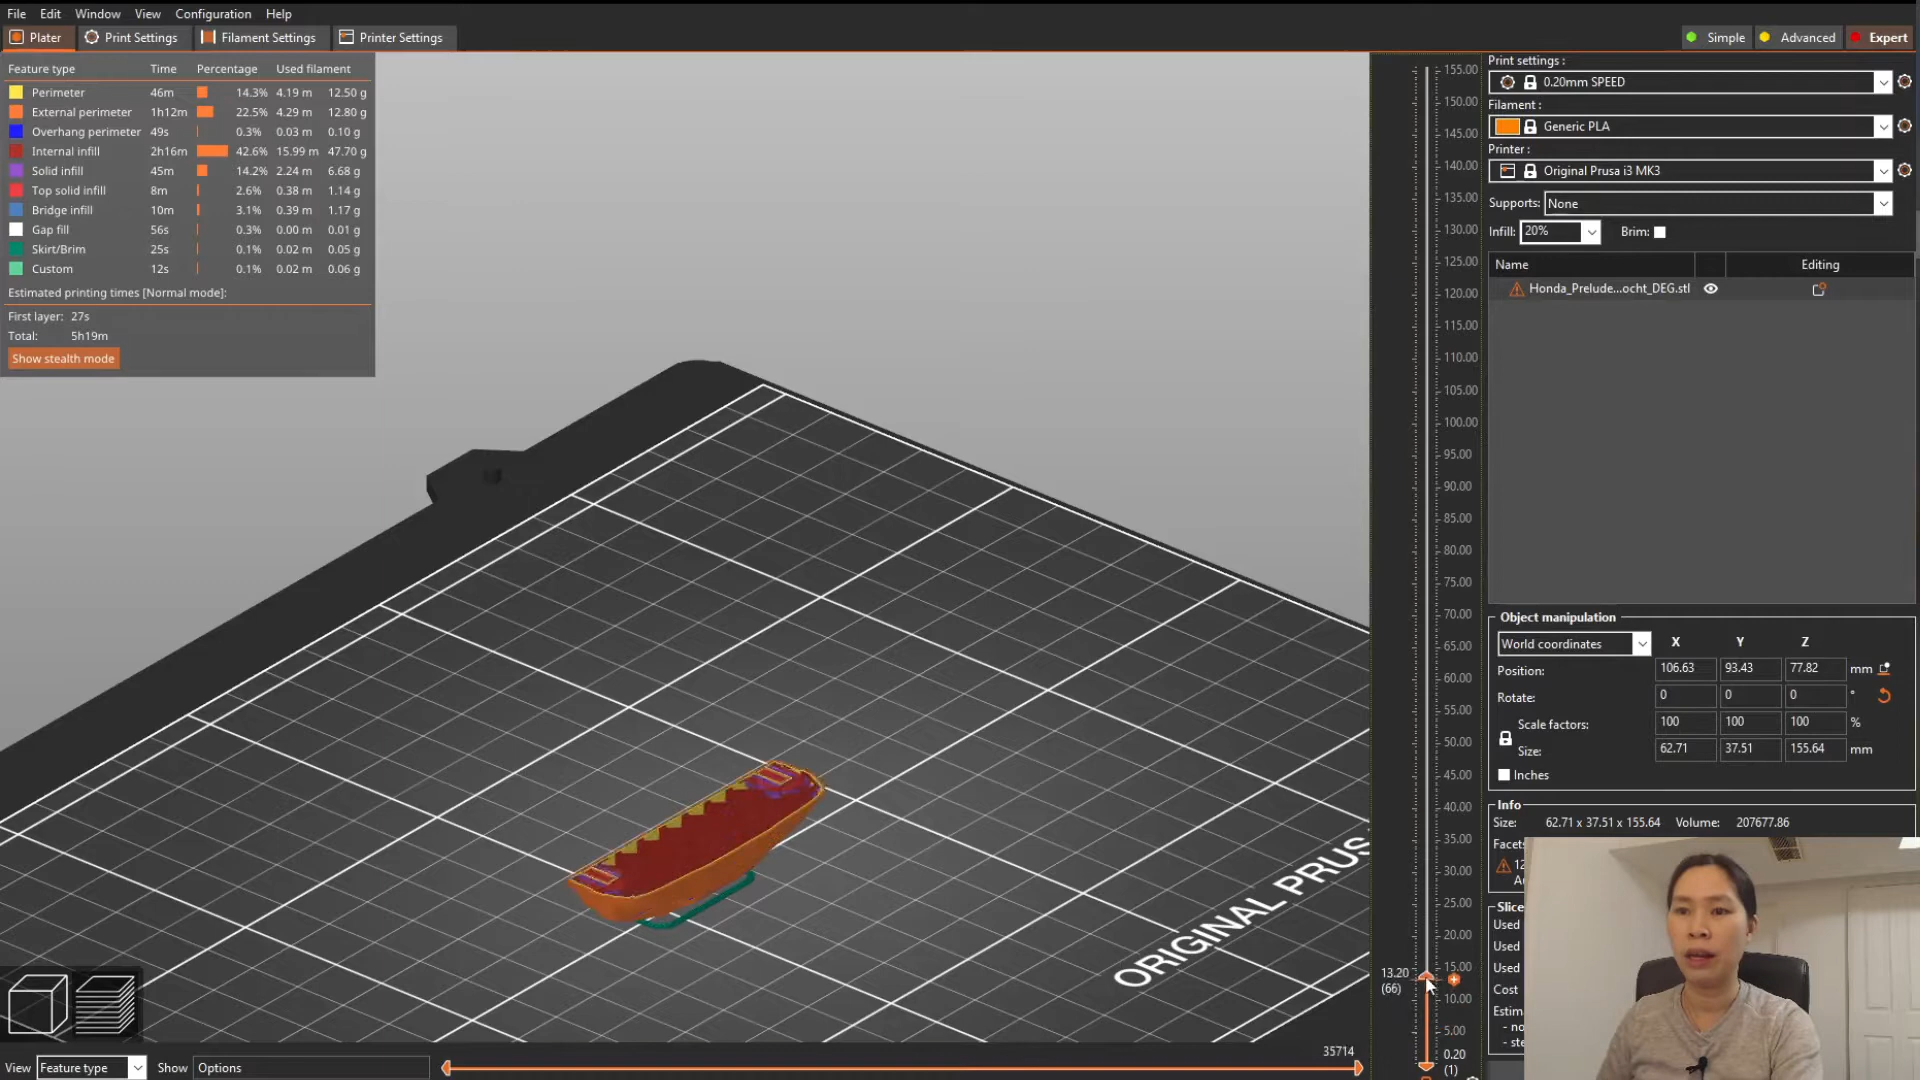 File Edit Window View Configuration Help
Plater Print Settings Filament Settings Printer Settings Simple Advanced Expert
Feature type Time Percentage Used filament
Perimeter 46m 14.3% 4.19 m 12.50 g
External perimeter 1h12m 22.5% 4.29 m 12.80 g
Overhang perimeter 49s 0.3% 0.03 m 0.10 g
Internal infill 2h16m 42.6% 15.99 m 47.70 g
Solid infill 45m 14.2% 2.24 m 6.68 g
Top solid infill 8m 2.6% 0.38 m 1.14 g
Bridge infill 10m 3.1% 0.39 m 1.17 g
Gap fill 56s 0.3% 0.00 m 0.01 g
Skirt/Brim 25s 0.1% 0.02 m 0.05 g
Custom 12s 0.1% 0.02 m 0.06 g
Estimated printing times [Normal mode]:
First layer: 27s
Total: 5h19m
Show stealth mode
ORIGINAL PRUS
155.00
150.00
145.00
140.00
135.00
130.00
125.00
120.00
115.00
110.00
105.00
100.00
95.00
90.00
85.00
80.00
75.00
70.00
65.00
60.00
55.00
50.00
45.00
40.00
35.00
30.00
25.00
20.00
15.00
13.20
(66)
10.00
5.00
0.20
(1)
35714
View Feature type Show Options
Print settings :
0.20mm SPEED
Filament :
Generic PLA
Printer :
Original Prusa i3 MK3
Supports: None
Infill: 20% Brim:
Name Editing
Honda_Prelude...ocht_DEG.stl
Object manipulation
World coordinates X Y Z
Position: 106.63 93.43 77.82 mm
Rotate: 0 0 0 °
Scale factors: 100 100 100 %
Size: 62.71 37.51 155.64 mm
Inches
Info
Size: 62.71 x 37.51 x 155.64 Volume: 207677.86
Facets
12
Au
Slice
Used
Used
Used
Cost
Estim
- no
- ste